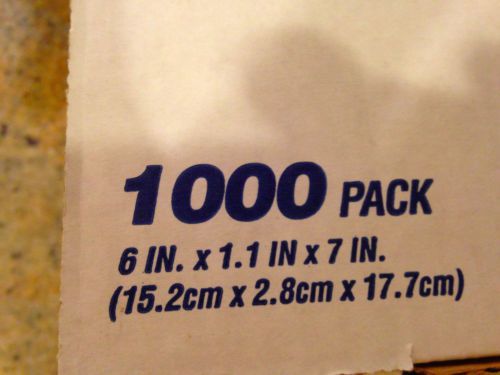 1000 PACK
6 IN. x 1.1 IN x 7 IN.
(15.2cm x 2.8cm x 17.7cm)